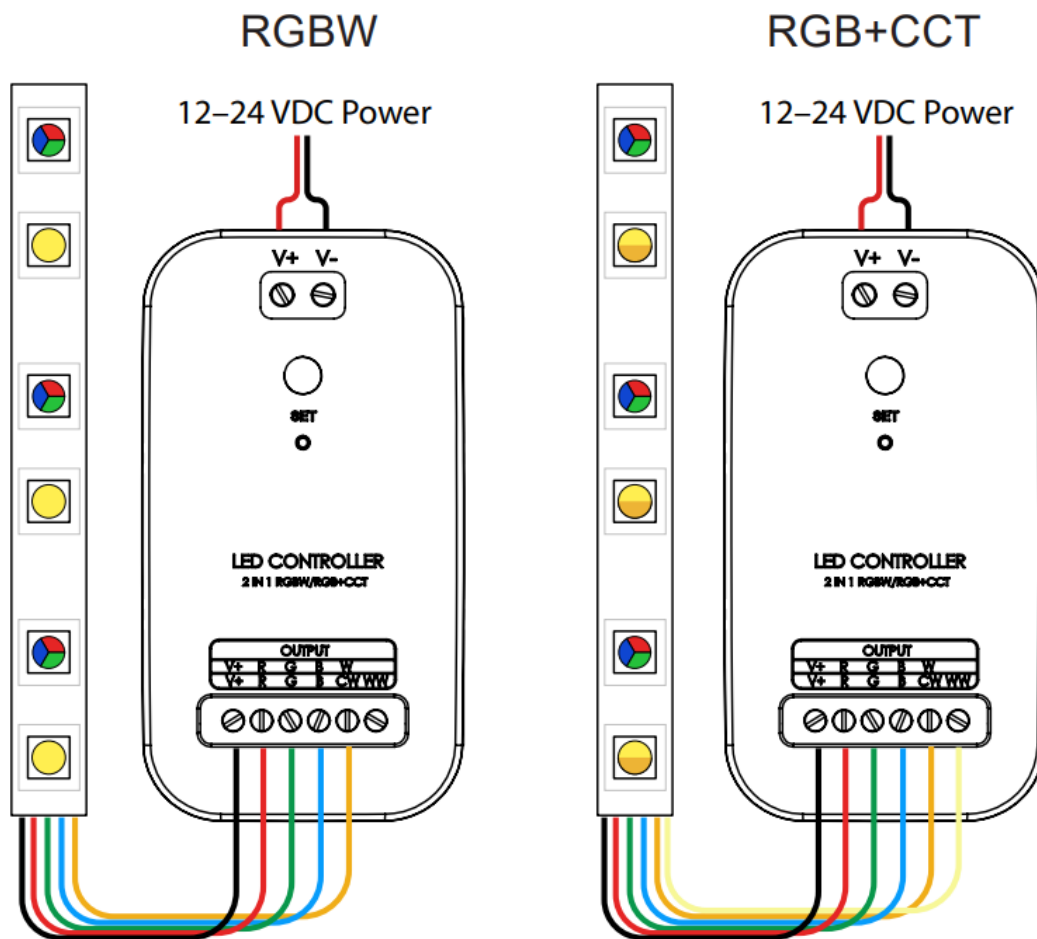 RGBW
12–24 VDC Power
V+ V-
SET
LED CONTROLLER
2 IN 1 RGBW/RGB+CCT
OUTPUT
V+ R G B W
V+ R G B CW WW
RGB+CCT
12–24 VDC Power
V+ V-
SET
LED CONTROLLER
2 IN 1 RGBW/RGB+CCT
OUTPUT
V+ R G B W
V+ R G B CW WW